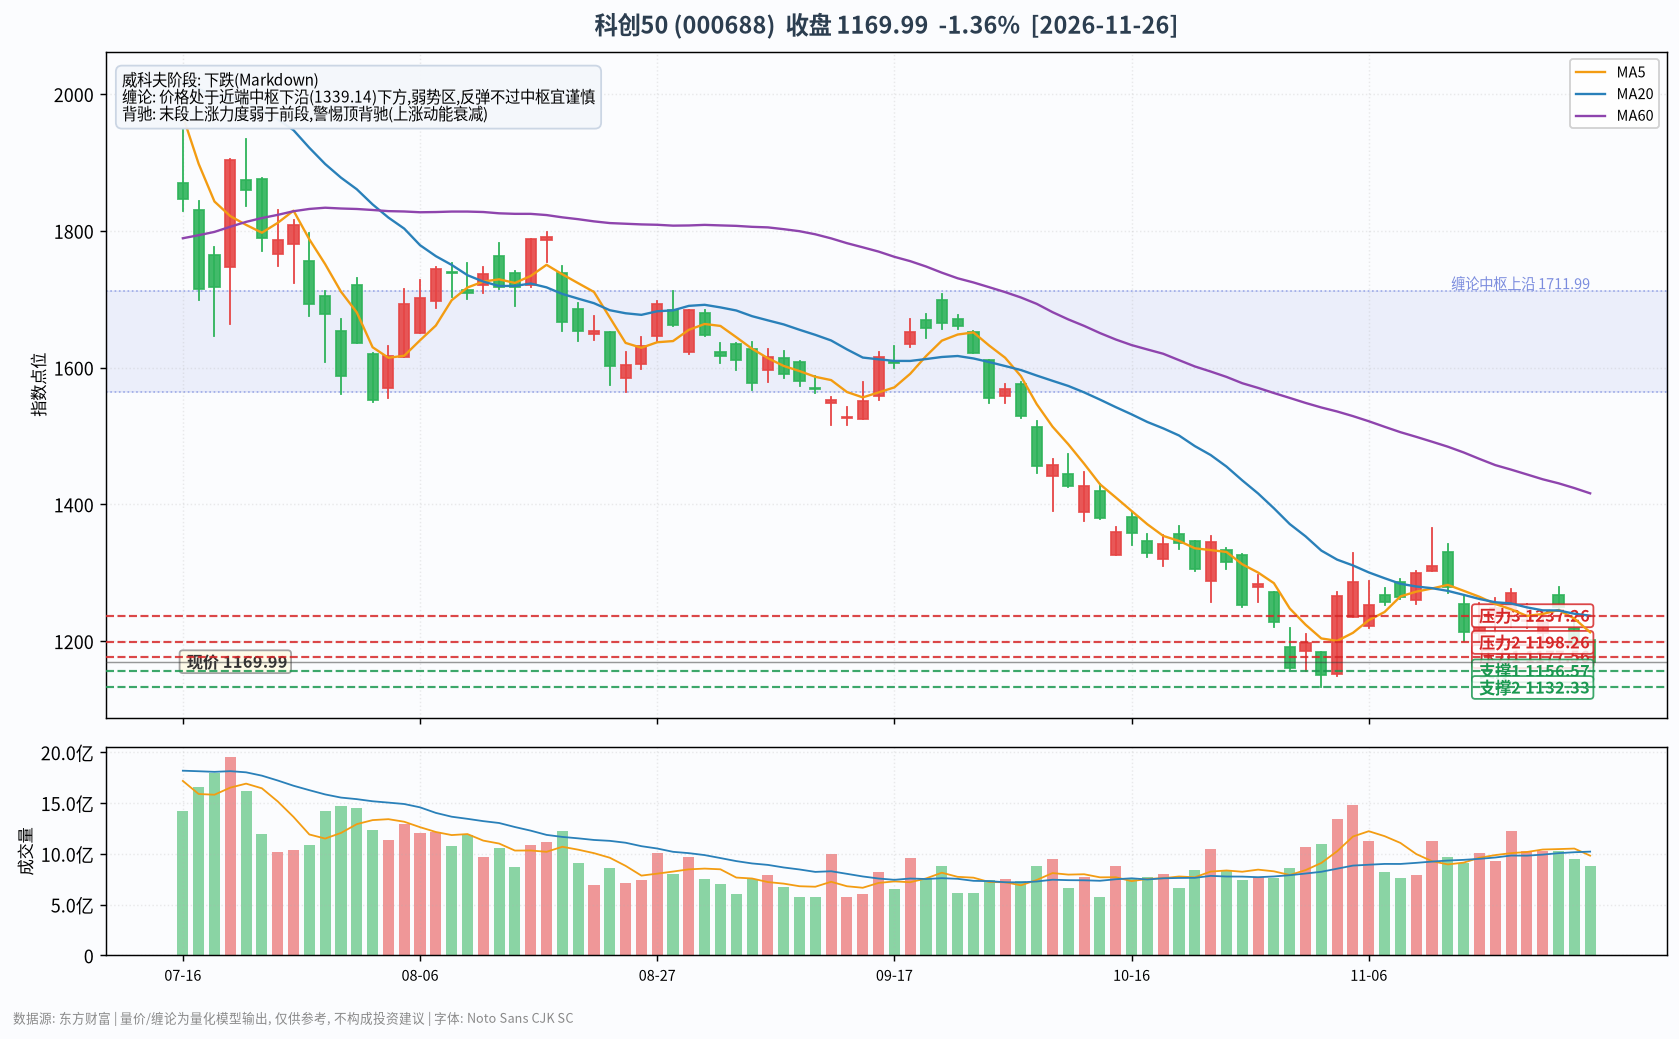 科创50 (000688) 收盘 1169.99 -1.36% [2026-11-26]
威科夫阶段: 下跌(Markdown)
缠论: 价格处于近端中枢下沿(1339.14)下方,弱势区,反弹不过中枢宜谨慎
背驰: 末段上涨力度弱于前段,警惕顶背驰(上涨动能衰减)
MA5
MA20
MA60
指数点位
2000
1800
1600
1400
1200
缠论中枢上沿 1711.99
压力3 1237.26
压力2 1198.26
现价 1169.99
支撑1 1156.57
支撑2 1132.33
成交量
20.0亿
15.0亿
10.0亿
5.0亿
0
07-16
08-06
08-27
09-17
10-16
11-06
数据源: 东方财富 | 量价/缠论为量化模型输出, 仅供参考, 不构成投资建议 | 字体: Noto Sans CJK SC